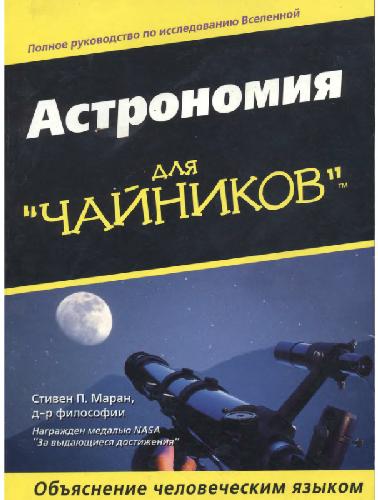 Полное руководство по исследованию Вселенной
Астрономия
для
"ЧАЙНИКОВ"™
Стивен П. Маран,
д-р философии
Награжден медалью NASA
"За выдающиеся достижения"
Объяснение человеческим языком